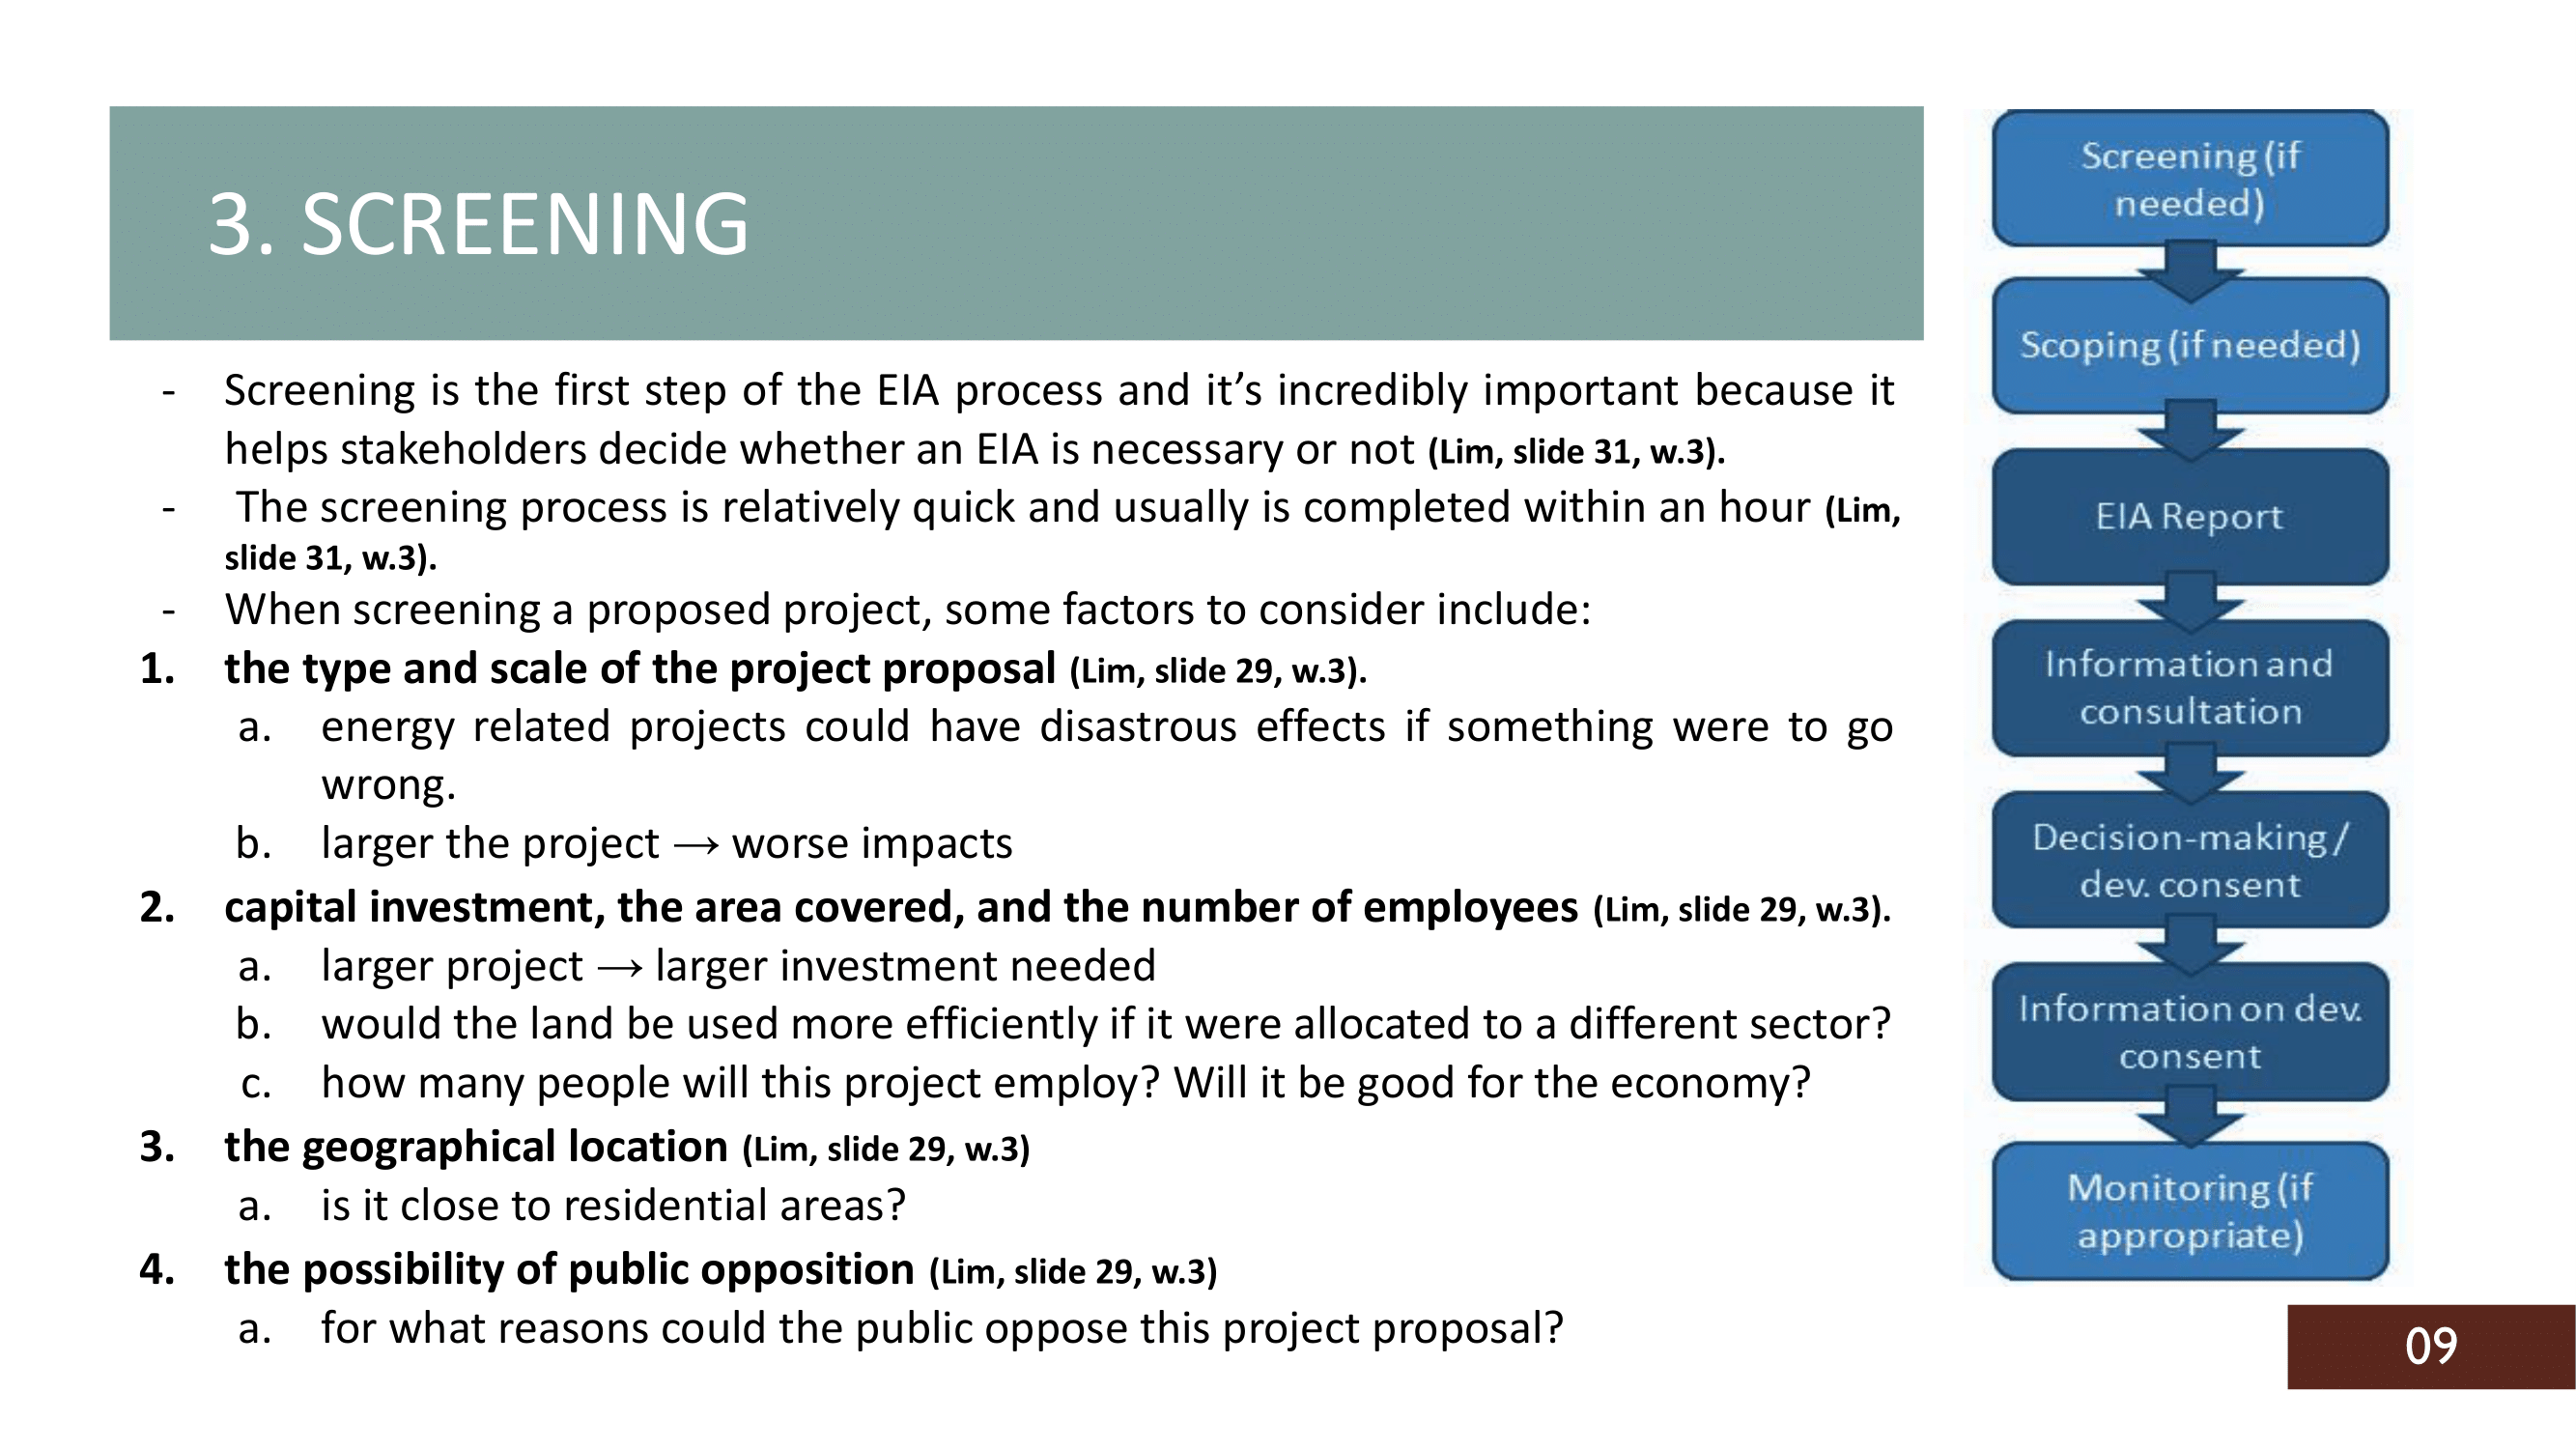 3. SCREENING
- Screening is the first step of the EIA process and it’s incredibly important because it
helps stakeholders decide whether an EIA is necessary or not (Lim, slide 31, w.3).
- The screening process is relatively quick and usually is completed within an hour (Lim,
slide 31, w.3).
- When screening a proposed project, some factors to consider include:
1. the type and scale of the project proposal (Lim, slide 29, w.3).
a. energy related projects could have disastrous effects if something were to go
wrong.
b. larger the project → worse impacts
2. capital investment, the area covered, and the number of employees (Lim, slide 29, w.3).
a. larger project → larger investment needed
b. would the land be used more efficiently if it were allocated to a different sector?
c. how many people will this project employ? Will it be good for the economy?
3. the geographical location (Lim, slide 29, w.3)
a. is it close to residential areas?
4. the possibility of public opposition (Lim, slide 29, w.3)
a. for what reasons could the public oppose this project proposal?
Screening (if
needed)
Scoping (if needed)
EIA Report
Information and
consultation
Decision-making /
dev. consent
Information on dev.
consent
Monitoring (if
appropriate)
09